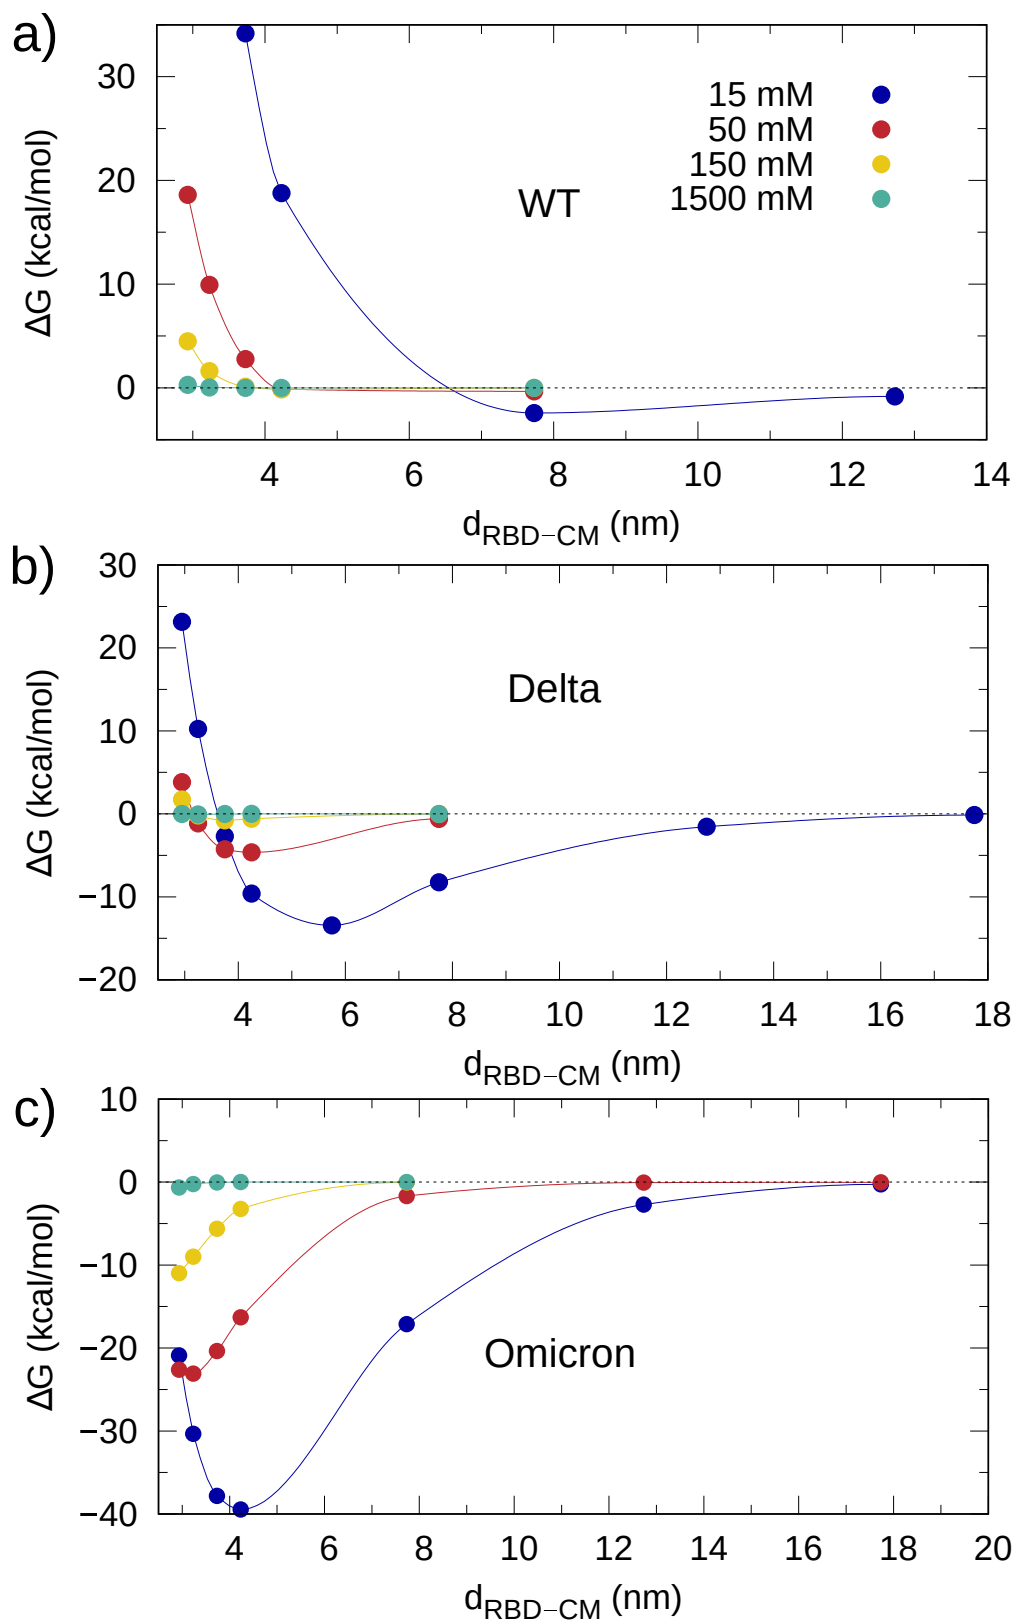 a)
30
20
10
0
ΔG (kcal/mol)
15 mM
50 mM
150 mM
1500 mM
WT
4 6 8 10 12 14
dRBD−CM (nm)
b)
30
20
10
0
−10
−20
ΔG (kcal/mol)
Delta
4 6 8 10 12 14 16 18
dRBD−CM (nm)
c)
10
0
−10
−20
−30
−40
ΔG (kcal/mol)
Omicron
4 6 8 10 12 14 16 18 20
dRBD−CM (nm)